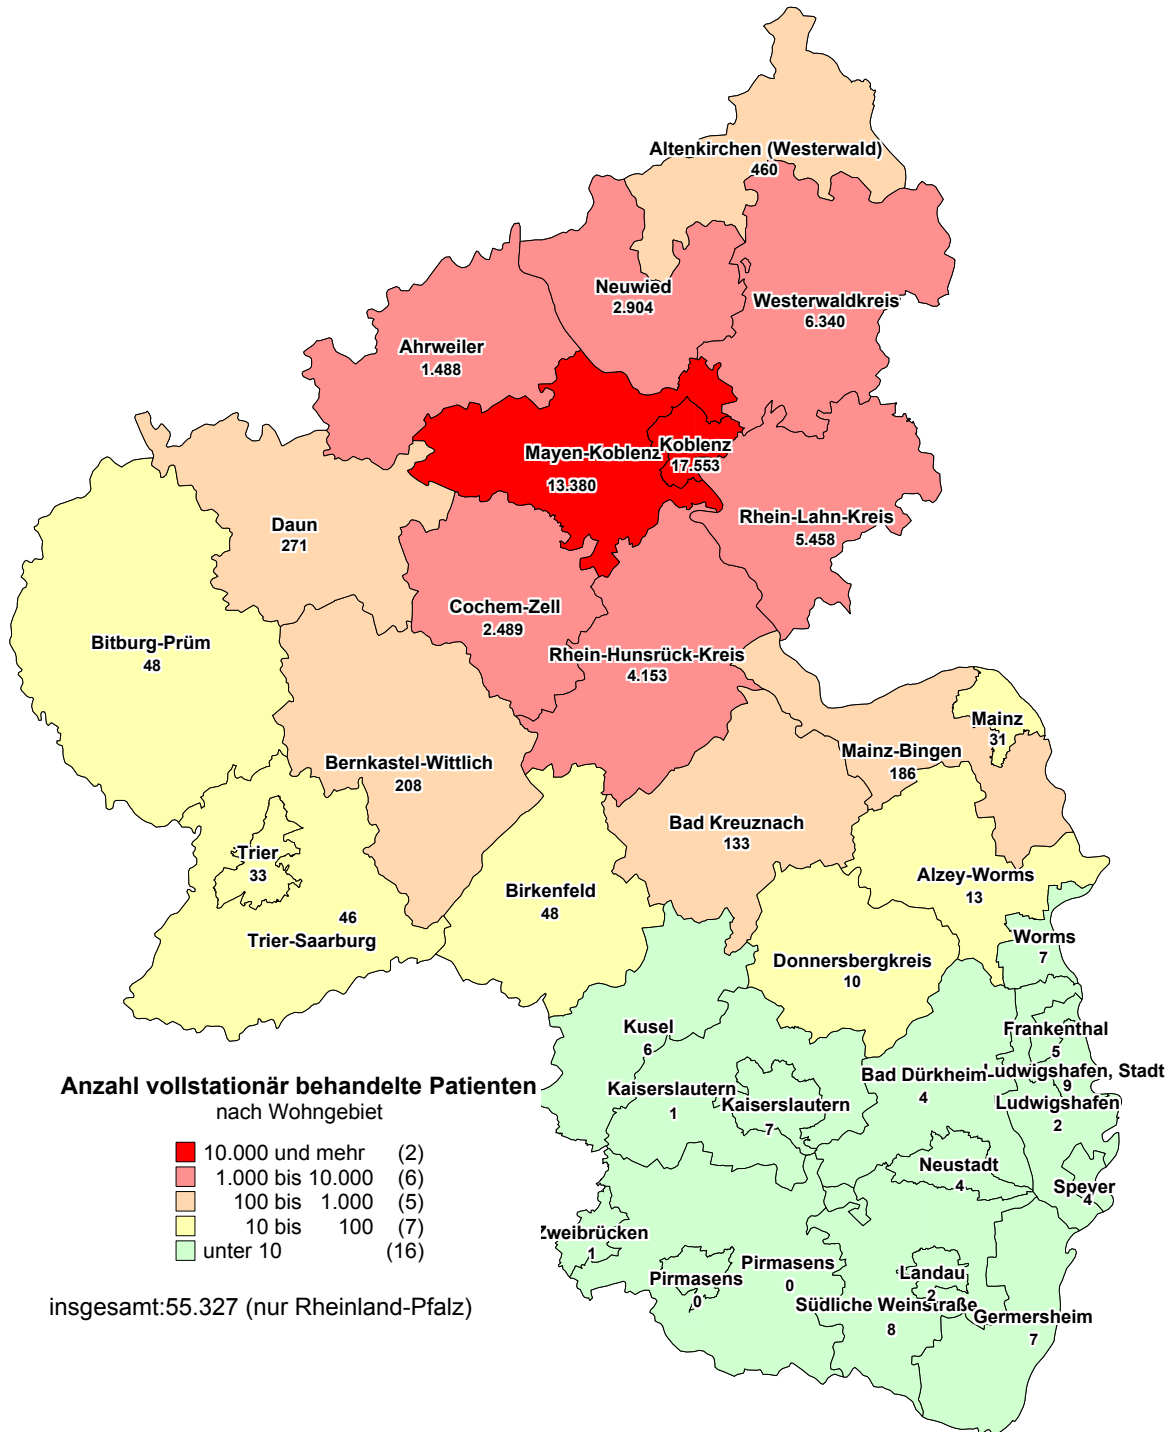 Altenkirchen (Westerwald)
460
Neuwied
2.904
Westerwaldkreis
6.340
Ahrweiler
1.488
Mayen-Koblenz
13.380
Koblenz
17.553
Rhein-Lahn-Kreis
5.458
Daun
271
Cochem-Zell
2.489
Bitburg-Prüm
48
Rhein-Hunsrück-Kreis
4.153
Mainz
31
Mainz-Bingen
186
Bernkastel-Wittlich
208
Bad Kreuznach
133
Trier
33
Alzey-Worms
13
Birkenfeld
48
46
Trier-Saarburg
Worms
7
Donnersbergkreis
10
Kusel
6
Frankenthal
5
Ludwigshafen, Stadt
9
Bad Dürkheim
4
Kaiserslautern
1
Kaiserslautern
7
Ludwigshafen
2
Neustadt
4
Speyer
4
Zweibrücken
1
Pirmasens
0
Pirmasens
0
Landau
2
Südliche Weinstraße
8
Germersheim
7
Anzahl vollstationär behandelte Patienten
nach Wohngebiet
10.000 und mehr (2)
1.000 bis 10.000 (6)
100 bis 1.000 (5)
10 bis 100 (7)
unter 10 (16)
insgesamt:55.327 (nur Rheinland-Pfalz)